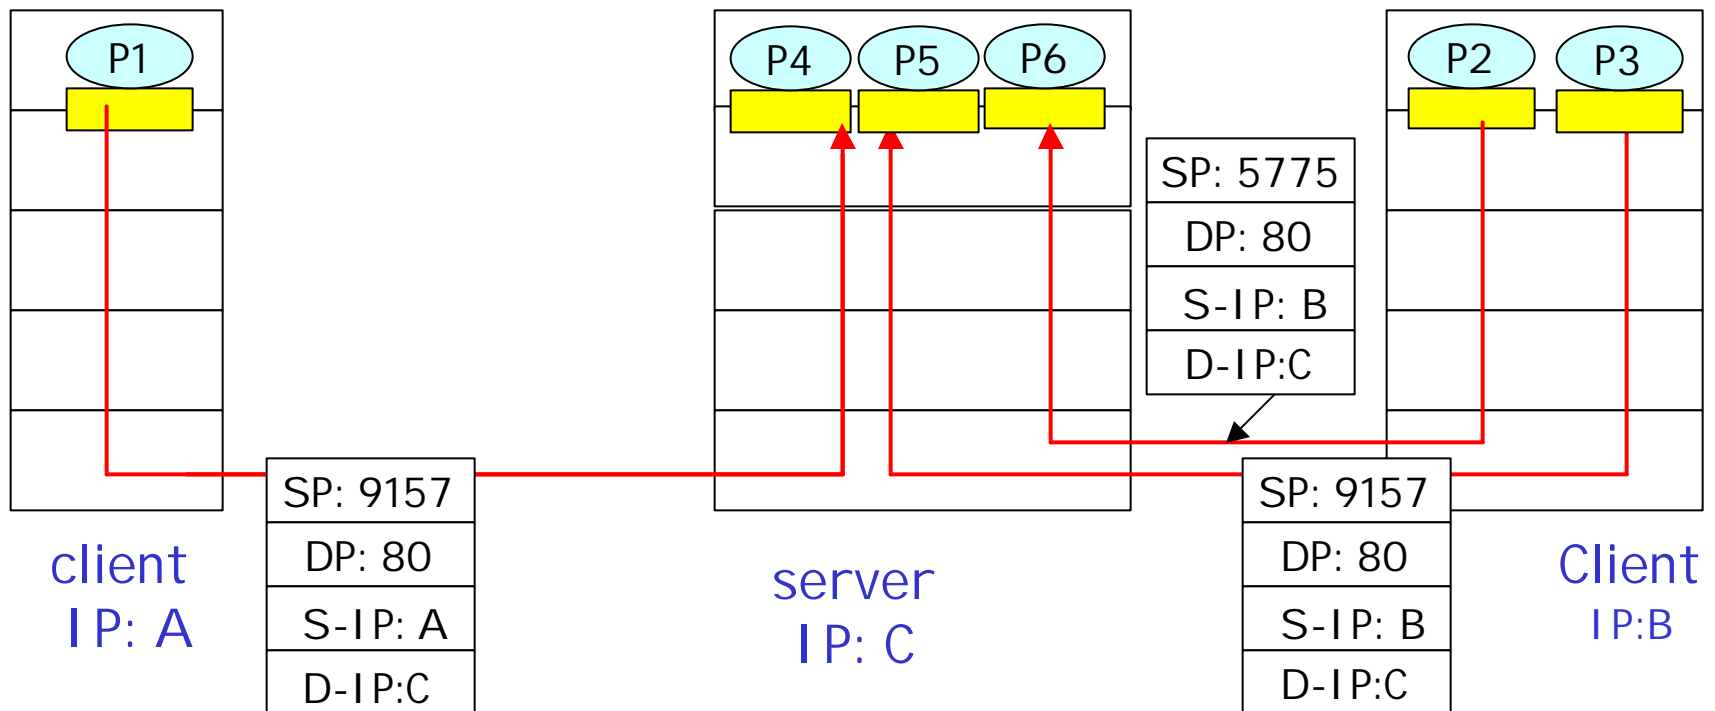 P1
P4
P5
P6
P2
P3
SP: 5775
DP: 80
S-IP: B
D-IP:C
SP: 9157
DP: 80
S-IP: A
D-IP:C
SP: 9157
DP: 80
S-IP: B
D-IP:C
client
IP: A
server
IP: C
Client
IP:B